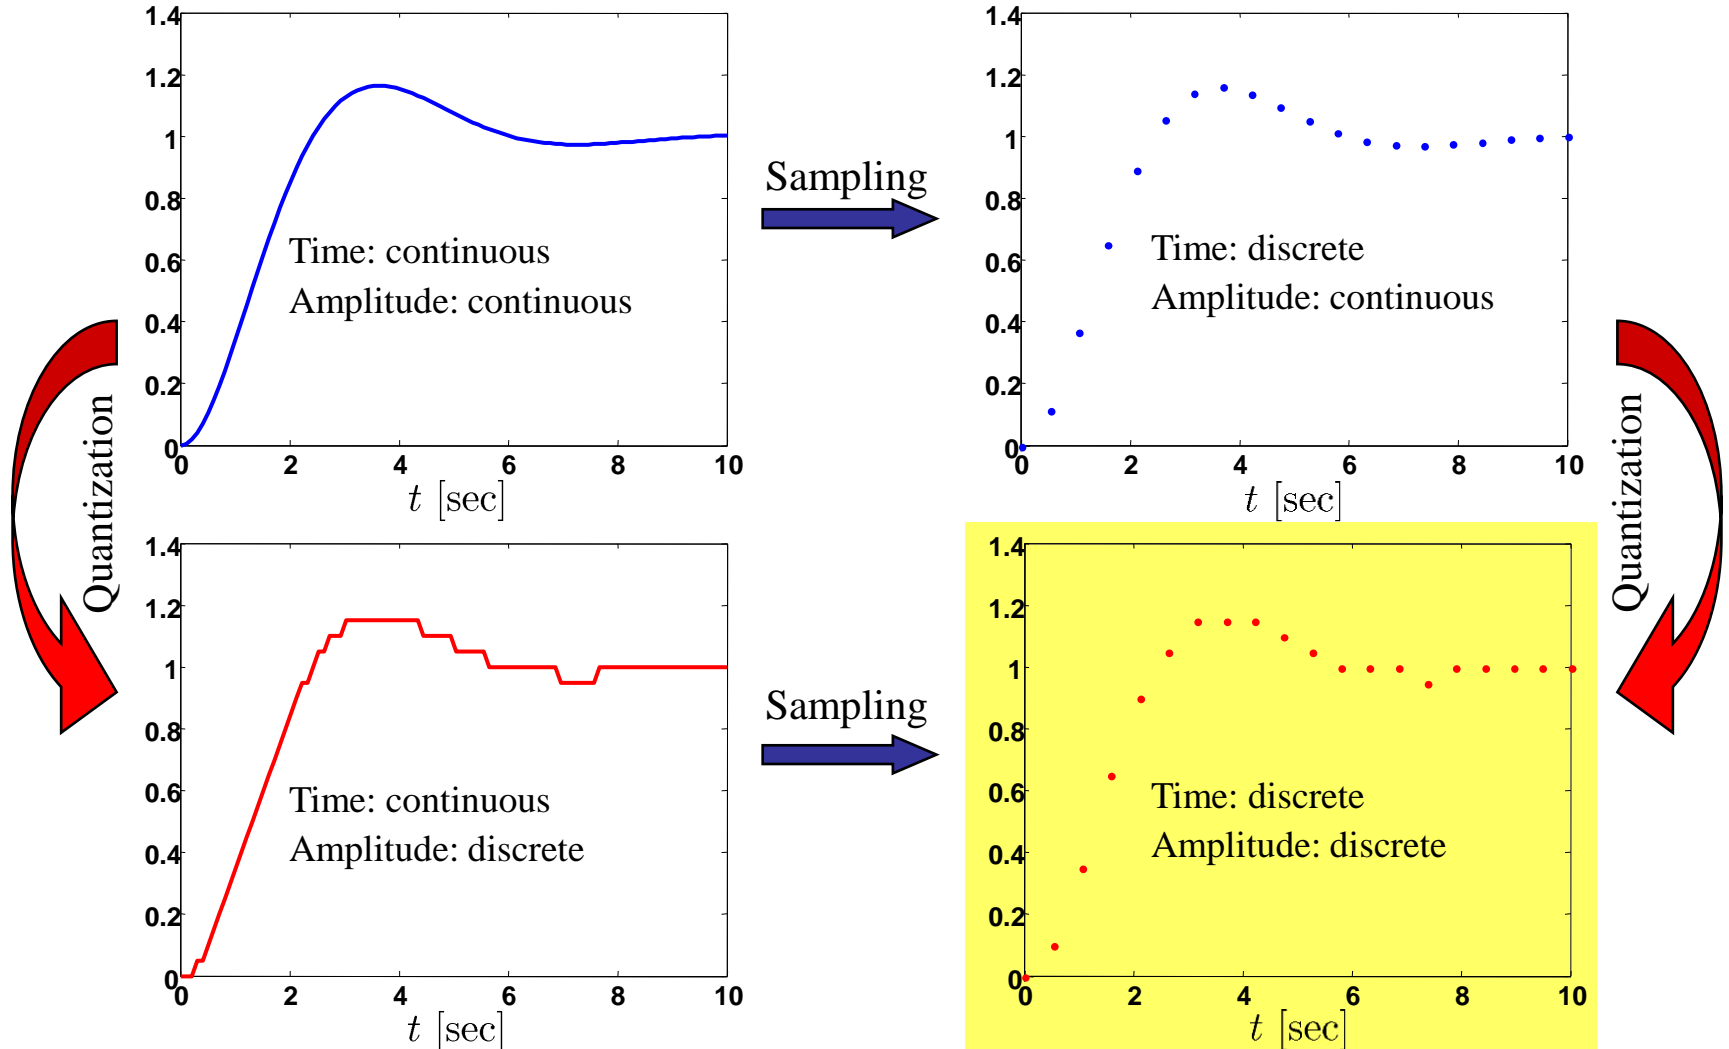 1.4
1.2
1
0.8
0.6
0.4
0.2
0
0 2 4 6 8 10
t [sec]
Time: continuous
Amplitude: continuous
Sampling
1.4
1.2
1
0.8
0.6
0.4
0.2
0
0 2 4 6 8 10
t [sec]
Time: discrete
Amplitude: continuous
Quantization
Quantization
1.4
1.2
1
0.8
0.6
0.4
0.2
0
0 2 4 6 8 10
t [sec]
Time: continuous
Amplitude: discrete
Sampling
1.4
1.2
1
0.8
0.6
0.4
0.2
0
0 2 4 6 8 10
t [sec]
Time: discrete
Amplitude: discrete